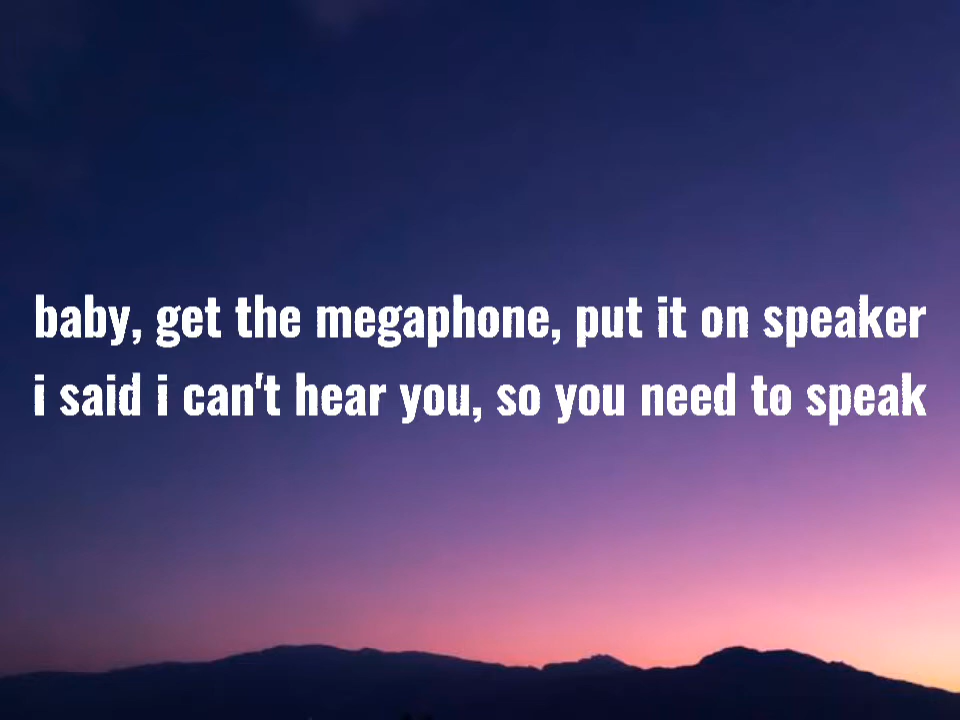 baby, get the megaphone, put it on speaker
i said i can't hear you, so you need to speak